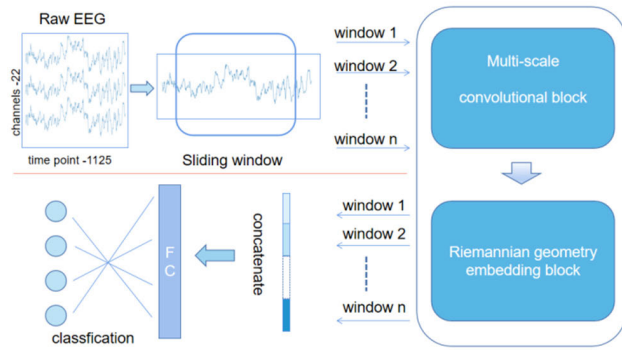 Raw EEG
channels -22
time point -1125
Sliding window
window 1
window 2
window n
Multi-scale
convolutional block
Riemannian geometry
embedding block
window 1
window 2
window n
concatenate
F
C
classfication